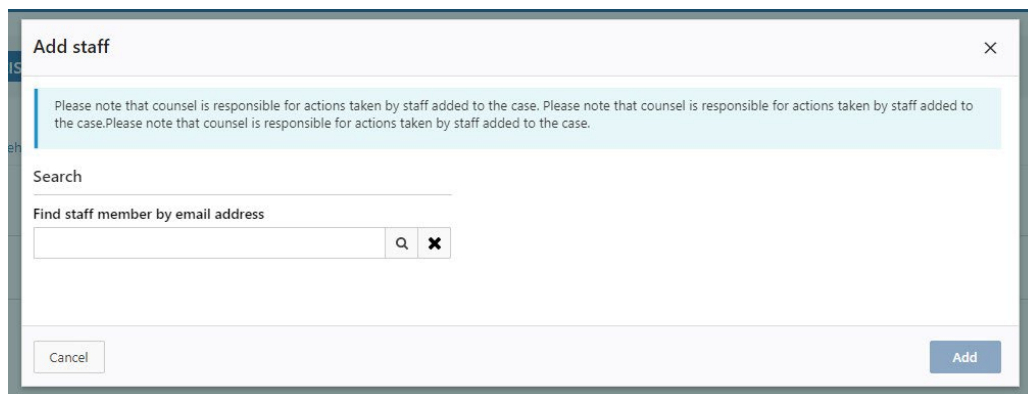 Add staff
IS
Please note that counsel is responsible for actions taken by staff added to the case. Please note that counsel is responsible for actions taken by staff added to
the case.Please note that counsel is responsible for actions taken by staff added to the case.
eh
Search
Find staff member by email address
Cancel
Add